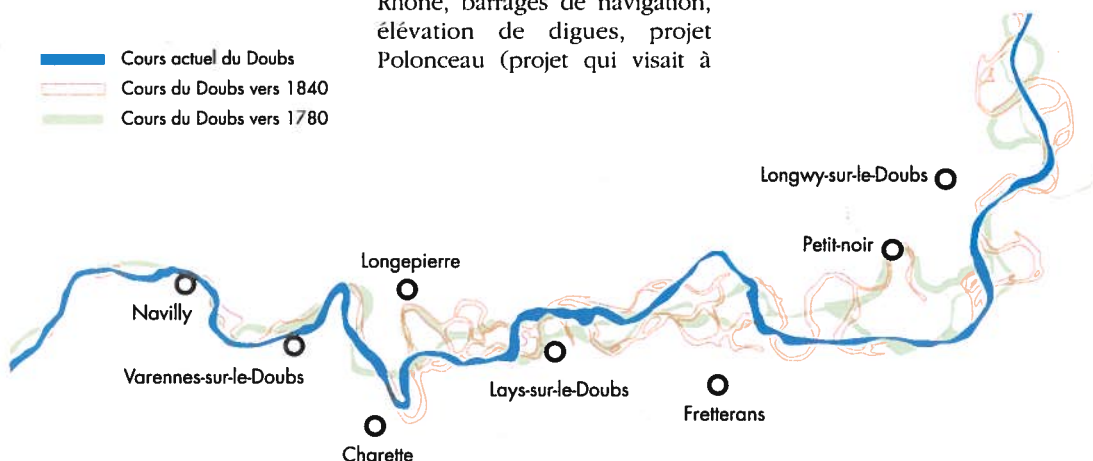 Rhône, barrages de navigation,
élévation de digues, projet
Polonceau (projet qui visait à
Cours actuel du Doubs
Cours du Doubs vers 1840
Cours du Doubs vers 1780
Longwy-sur-le-Doubs
Petit-noir
Longepierre
Navilly
Varennes-sur-le-Doubs
Lays-sur-le-Doubs
Fretterans
Charette